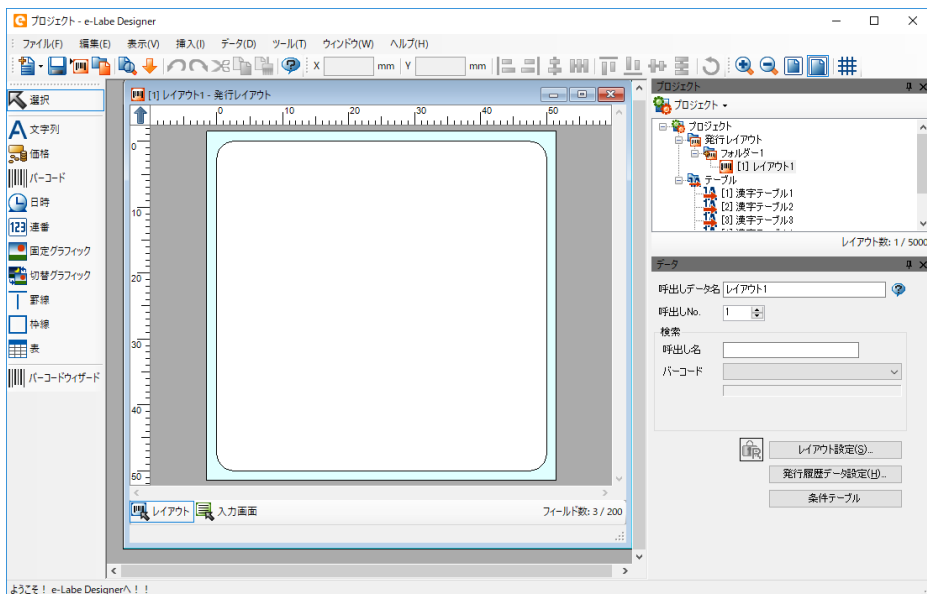 プロジェクト - e-Labe Designer
ファイル(F) 編集(E) 表示(V) 挿入(I) データ(D) ツール(T) ウィンドウ(W) ヘルプ(H)
X mm Y mm
選択
文字列
価格
バーコード
日時
123 連番
固定グラフィック
切替グラフィック
罫線
枠線
表
バーコードウィザード
[1] レイアウト1 - 発行レイアウト
0 10 20 30 40 50
0
10
20
30
40
50
レイアウト 入力画面 フィールド数: 3 / 200
プロジェクト
プロジェクト
プロジェクト
発行レイアウト
フォルダー1
[1] レイアウト1
テーブル
[1] 漢字テーブル1
[2] 漢字テーブル2
[3] 漢字テーブル3
レイアウト数: 1 / 5000
データ
呼出しデータ名 レイアウト1
呼出しNo. 1
検索
呼出し名
バーコード
レイアウト設定(S)...
発行履歴データ設定(H)...
条件テーブル
ようこそ! e-Labe Designerへ!!